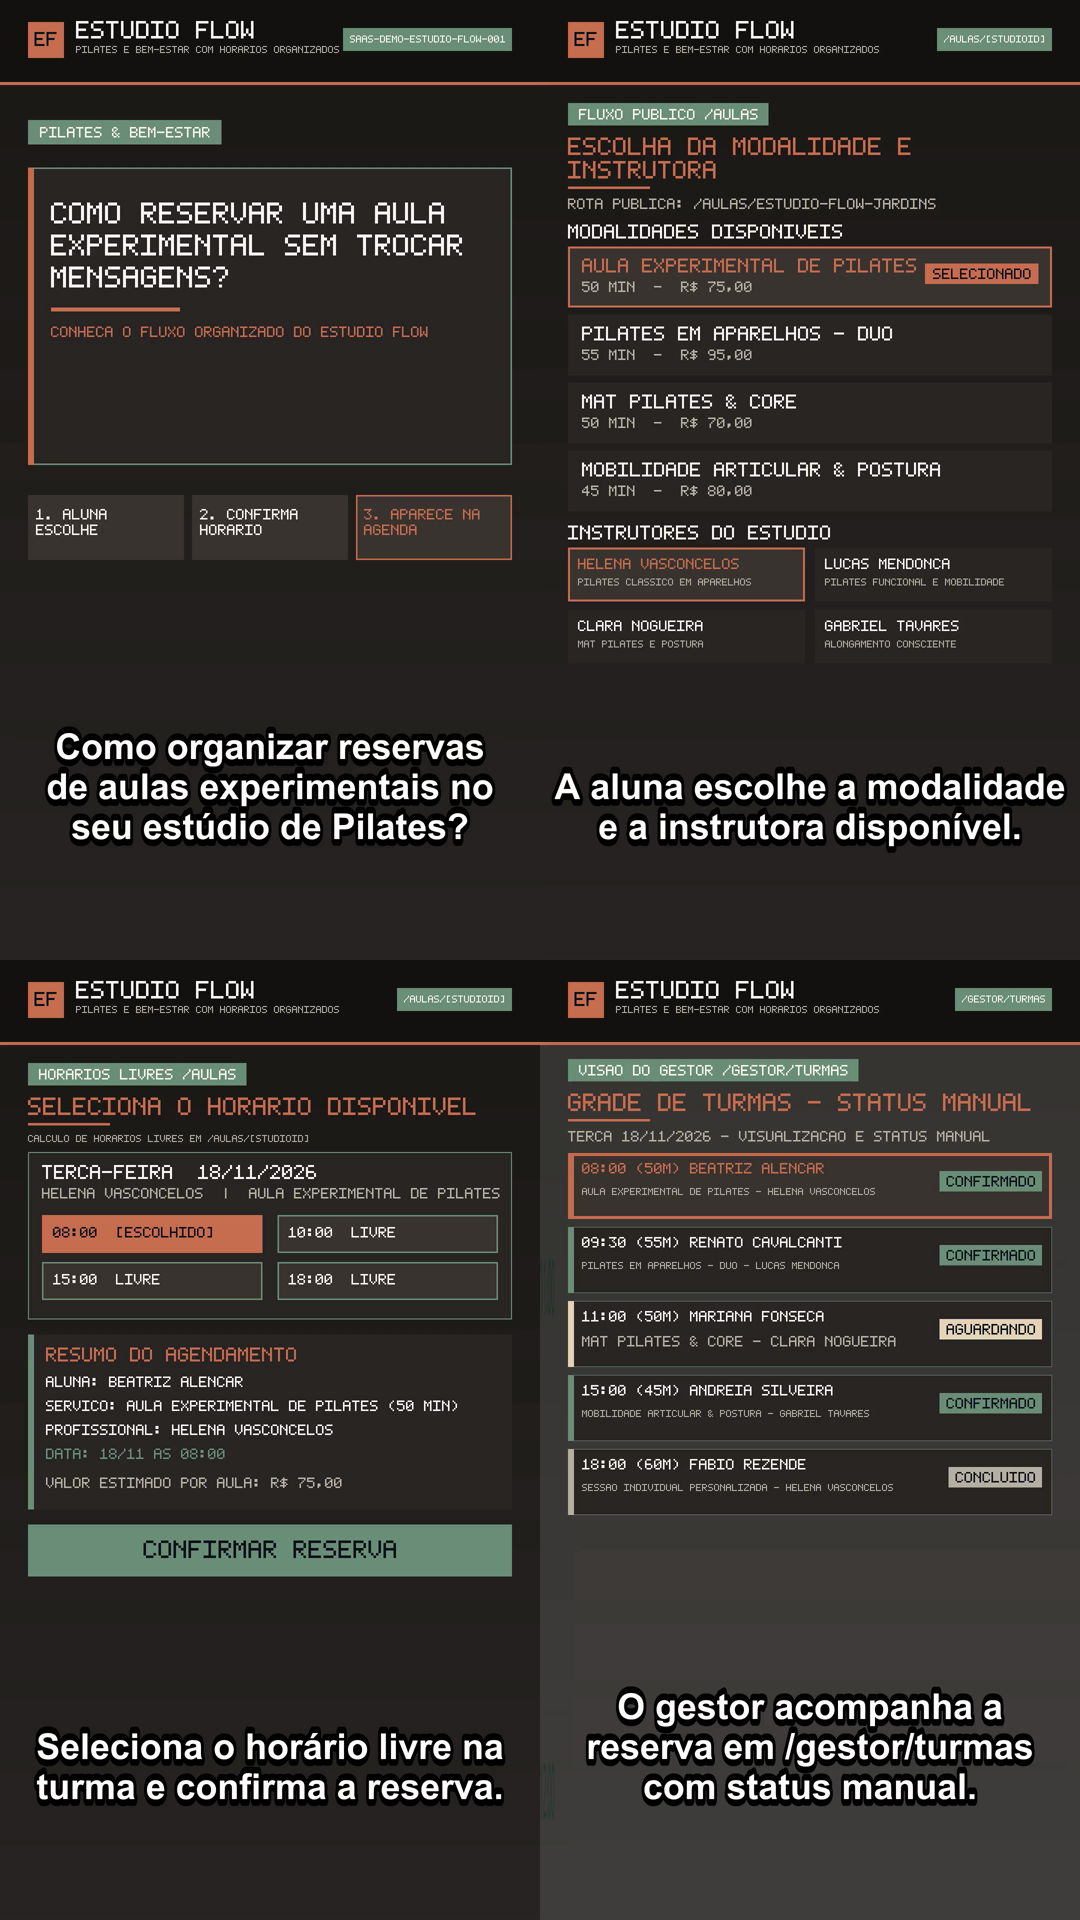 EF
ESTUDIO FLOW
PILATES E BEM-ESTAR COM HORARIOS ORGANIZADOS
SAAS-DEMO-ESTUDIO-FLOW-001
PILATES & BEM-ESTAR
COMO RESERVAR UMA AULA
EXPERIMENTAL SEM TROCAR
MENSAGENS?
CONHECA O FLUXO ORGANIZADO DO ESTUDIO FLOW
1. ALUNA
ESCOLHE
2. CONFIRMA
HORARIO
3. APARECE NA
AGENDA
Como organizar reservas
de aulas experimentais no
seu estúdio de Pilates?
EF
ESTUDIO FLOW
PILATES E BEM-ESTAR COM HORARIOS ORGANIZADOS
/AULAS/[STUDIOID]
FLUXO PUBLICO /AULAS
ESCOLHA DA MODALIDADE E
INSTRUTORA
ROTA PUBLICA: /AULAS/ESTUDIO-FLOW-JARDINS
MODALIDADES DISPONIVEIS
AULA EXPERIMENTAL DE PILATES
50 MIN - R$ 75,00
SELECIONADO
PILATES EM APARELHOS - DUO
55 MIN - R$ 95,00
MAT PILATES & CORE
50 MIN - R$ 70,00
MOBILIDADE ARTICULAR & POSTURA
45 MIN - R$ 80,00
INSTRUTORES DO ESTUDIO
HELENA VASCONCELOS
PILATES CLASSICO EM APARELHOS
LUCAS MENDONCA
PILATES FUNCIONAL E MOBILIDADE
CLARA NOGUEIRA
MAT PILATES E POSTURA
GABRIEL TAVARES
ALONGAMENTO CONSCIENTE
A aluna escolhe a modalidade
e a instrutora disponível.
EF
ESTUDIO FLOW
PILATES E BEM-ESTAR COM HORARIOS ORGANIZADOS
/AULAS/[STUDIOID]
HORARIOS LIVRES /AULAS
SELECIONA O HORARIO DISPONIVEL
CALCULO DE HORARIOS LIVRES EM /AULAS/[STUDIOID]
TERCA-FEIRA 18/11/2026
HELENA VASCONCELOS | AULA EXPERIMENTAL DE PILATES
08:00 [ESCOLHIDO]
10:00 LIVRE
15:00 LIVRE
18:00 LIVRE
RESUMO DO AGENDAMENTO
ALUNA: BEATRIZ ALENCAR
SERVICO: AULA EXPERIMENTAL DE PILATES (50 MIN)
PROFISSIONAL: HELENA VASCONCELOS
DATA: 18/11 AS 08:00
VALOR ESTIMADO POR AULA: R$ 75,00
CONFIRMAR RESERVA
Seleciona o horário livre na
turma e confirma a reserva.
EF
ESTUDIO FLOW
PILATES E BEM-ESTAR COM HORARIOS ORGANIZADOS
/GESTOR/TURMAS
VISAO DO GESTOR /GESTOR/TURMAS
GRADE DE TURMAS - STATUS MANUAL
TERCA 18/11/2026 - VISUALIZACAO E STATUS MANUAL
08:00 (50M) BEATRIZ ALENCAR
AULA EXPERIMENTAL DE PILATES - HELENA VASCONCELOS
CONFIRMADO
09:30 (55M) RENATO CAVALCANTI
PILATES EM APARELHOS - DUO - LUCAS MENDONCA
CONFIRMADO
11:00 (50M) MARIANA FONSECA
MAT PILATES & CORE - CLARA NOGUEIRA
AGUARDANDO
15:00 (45M) ANDREIA SILVEIRA
MOBILIDADE ARTICULAR & POSTURA - GABRIEL TAVARES
CONFIRMADO
18:00 (60M) FABIO REZENDE
SESSAO INDIVIDUAL PERSONALIZADA - HELENA VASCONCELOS
CONCLUIDO
O gestor acompanha a
reserva em /gestor/turmas
com status manual.